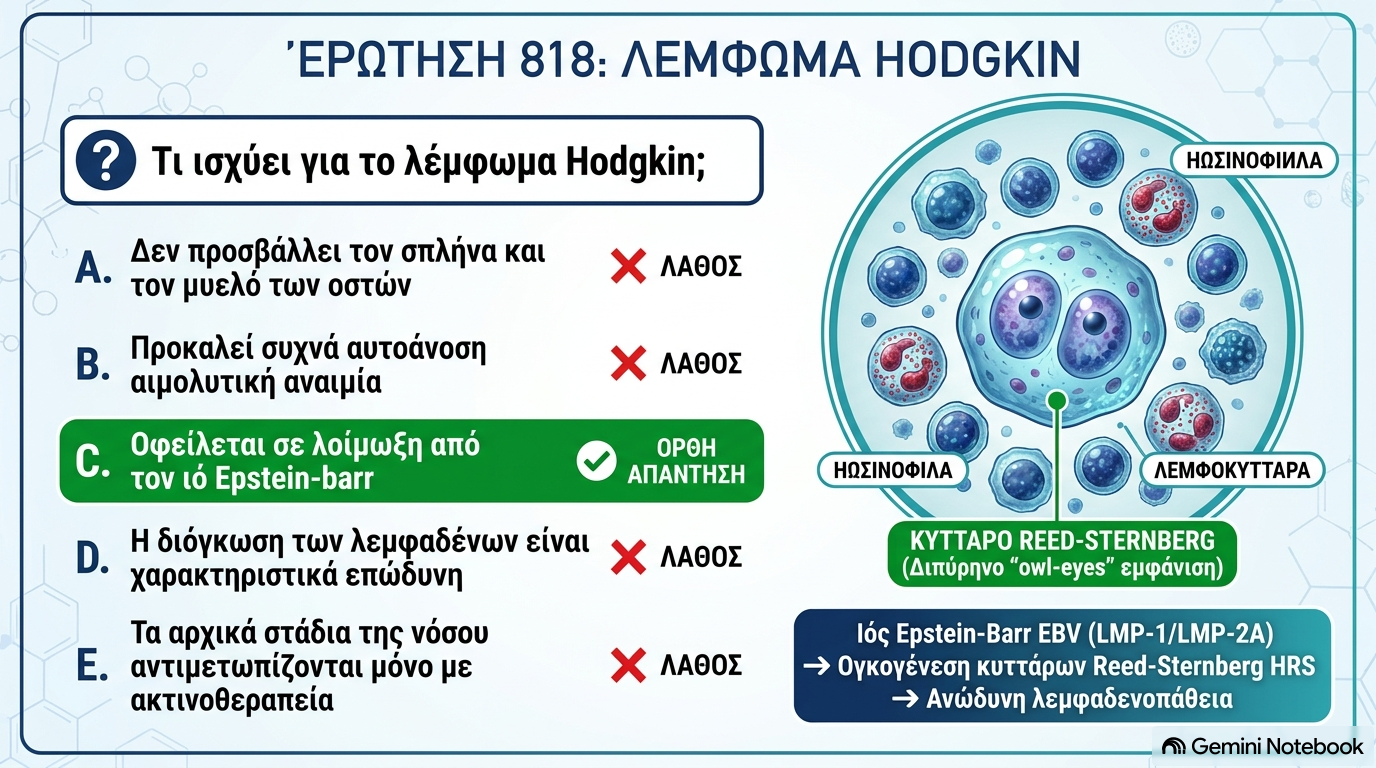 ἘΡΩΤΗΣΗ 818: ΛΕΜΦΩΜΑ HODGKIN
? Τι ισχύει για το λέμφωμα Hodgkin;
A. Δεν προσβάλλει τον σπλήνα και
τον μυελό των οστών
ΛΑΘΟΣ
B. Προκαλεί συχνά αυτοάνοση
αιμολυτική αναιμία
ΛΑΘΟΣ
C. Οφείλεται σε λοίμωξη από
τον ιό Epstein-barr
ΟΡΘΗ
ΑΠΑΝΤΗΣΗ
D. Η διόγκωση των λεμφαδένων είναι
χαρακτηριστικά επώδυνη
ΛΑΘΟΣ
E. Τα αρχικά στάδια της νόσου
αντιμετωπίζονται μόνο με
ακτινοθεραπεία
ΛΑΘΟΣ
ΗΩΣΙΝΟΦΙΙΛΑ
ΗΩΣΙΝΟΦΙΛΑ
ΛΕΜΦΟΚΥΤΤΑΡΑ
ΚΥΤΤΑΡΟ REED-STERNBERG
(Διπύρηνο “owl-eyes” εμφάνιση)
Ιός Epstein-Barr EBV (LMP-1/LMP-2A)
→ Ογκογένεση κυττάρων Reed-Sternberg HRS
→ Ανώδυνη λεμφαδενοπάθεια
Gemini Notebook